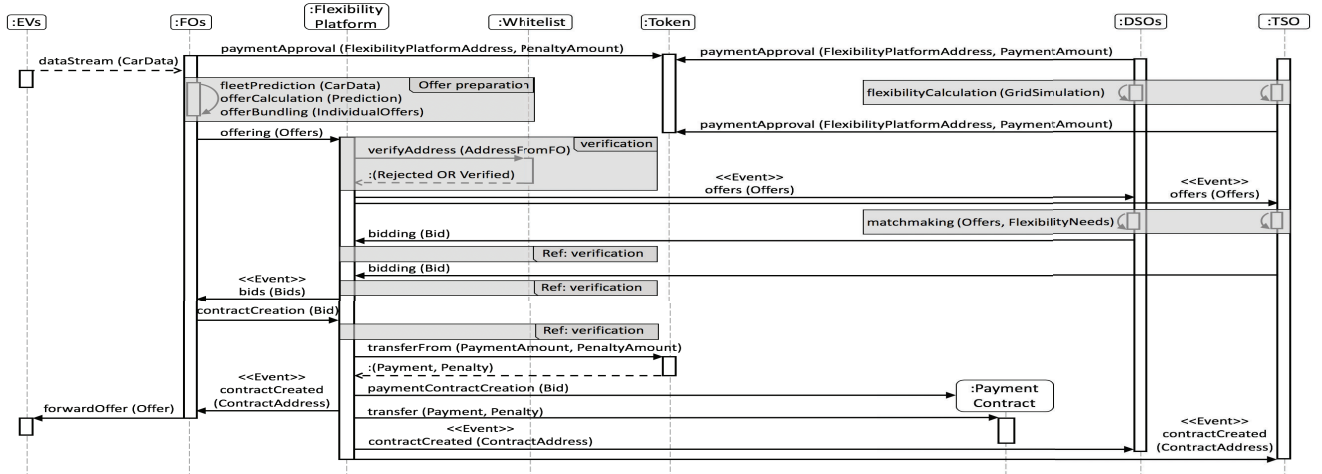 :EVs
:FOs
:Flexibility
Platform
:Whitelist
:Token
:DSOs
:TSO
paymentApproval (FlexibilityPlatformAddress, PenaltyAmount)
paymentApproval (FlexibilityPlatformAddress, PaymentAmount)
dataStream (CarData)
fleetPrediction (CarData)
Offer preparation
offerCalculation (Prediction)
offerBundling (IndividualOffers)
flexibilityCalculation (GridSimulation)
paymentApproval (FlexibilityPlatformAddress, PaymentAmount)
offering (Offers)
verifyAddress (AddressFromFO)
verification
:(Rejected OR Verified)
<<Event>>
offers (Offers)
<<Event>>
offers (Offers)
matchmaking (Offers, FlexibilityNeeds)
bidding (Bid)
Ref: verification
bidding (Bid)
<<Event>>
bids (Bids)
Ref: verification
contractCreation (Bid)
Ref: verification
transferFrom (PaymentAmount, PenaltyAmount)
:(Payment, Penalty)
<<Event>>
contractCreated
(ContractAddress)
paymentContractCreation (Bid)
:Payment
Contract
forwardOffer (Offer)
transfer (Payment, Penalty)
<<Event>>
contractCreated (ContractAddress)
<<Event>>
contractCreated
(ContractAddress)